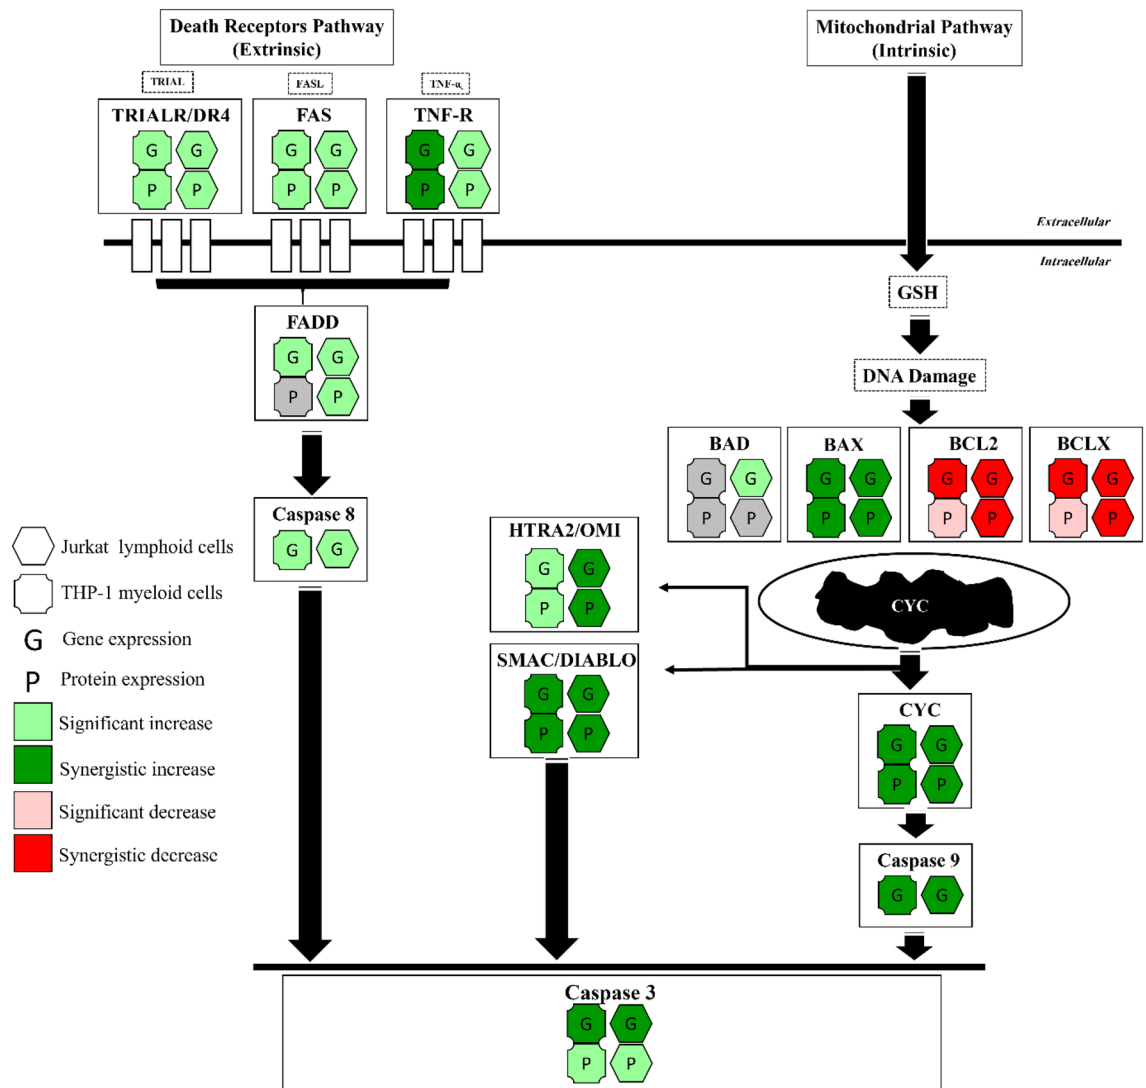 Death Receptors Pathway
(Extrinsic)
Mitochondrial Pathway
(Intrinsic)
TRIAL
FASL
TNF-α
TRIALR/DR4
FAS
TNF-R
G G
G G
G G
P P
P P
P P
Extracellular
Intracellular
GSH
FADD
G G
P P
DNA Damage
BAD
BAX
BCL2
BCLX
G G
G G
G G
G G
P P
P P
P P
P P
Caspase 8
G G
HTRA2/OMI
G G
P P
CYC
SMAC/DIABLO
G G
P P
CYC
G G
P P
Caspase 9
G G
Jurkat lymphoid cells
THP-1 myeloid cells
G Gene expression
P Protein expression
Significant increase
Synergistic increase
Significant decrease
Synergistic decrease
Caspase 3
G G
P P